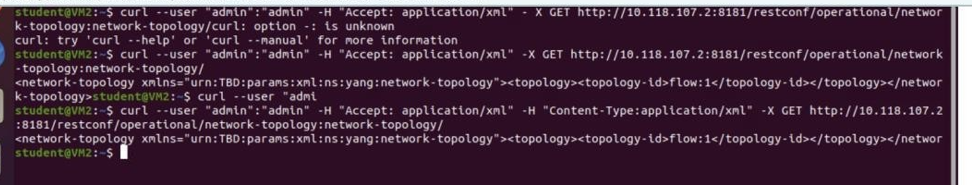 student@VM2:~$ curl --user "admin":"admin" -H "Accept: application/xml" - X GET http://10.118.107.2:8181/restconf/operational/networ
k-topology:network-topology/curl: option -: is unknown
curl: try 'curl --help' or 'curl --manual' for more information
student@VM2:~$ curl --user "admin":"admin" -H "Accept: application/xml" -X GET http://10.118.107.2:8181/restconf/operational/network
-topology:network-topology/
<network-topology xmlns="urn:TBD:params:xml:ns:yang:network-topology"><topology><topology-id>flow:1</topology-id></topology></networ
k-topology>student@VM2:~$ curl --user "admi
student@VM2:~$ curl --user "admin":"admin" -H "Accept: application/xml" -H "Content-Type:application/xml" -X GET http://10.118.107.2
:8181/restconf/operational/network-topology:network-topology/
<network-topology xmlns="urn:TBD:params:xml:ns:yang:network-topology"><topology><topology-id>flow:1</topology-id></topology></networ
student@VM2:~$